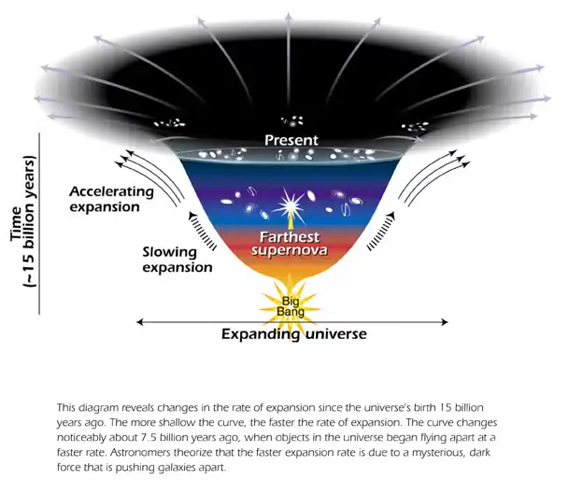 Present
Accelerating
expansion
Time
(~15 billion years)
Farthest
supernova
Slowing
expansion
Big
Bang
Expanding universe
This diagram reveals changes in the rate of expansion since the universe's birth 15 billion
years ago. The more shallow the curve, the faster the rate of expansion. The curve changes
noticeably about 7.5 billion years ago, when objects in the universe began flying apart at a
faster rate. Astronomers theorize that the faster expansion rate is due to a mysterious, dark
force that is pushing galaxies apart.